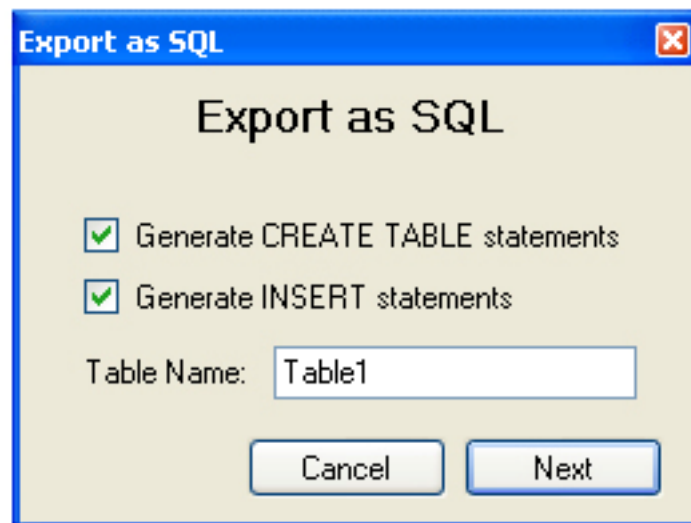 Export as SQL
Export as SQL
Generate CREATE TABLE statements
Generate INSERT statements
Table Name: Table1
Cancel Next